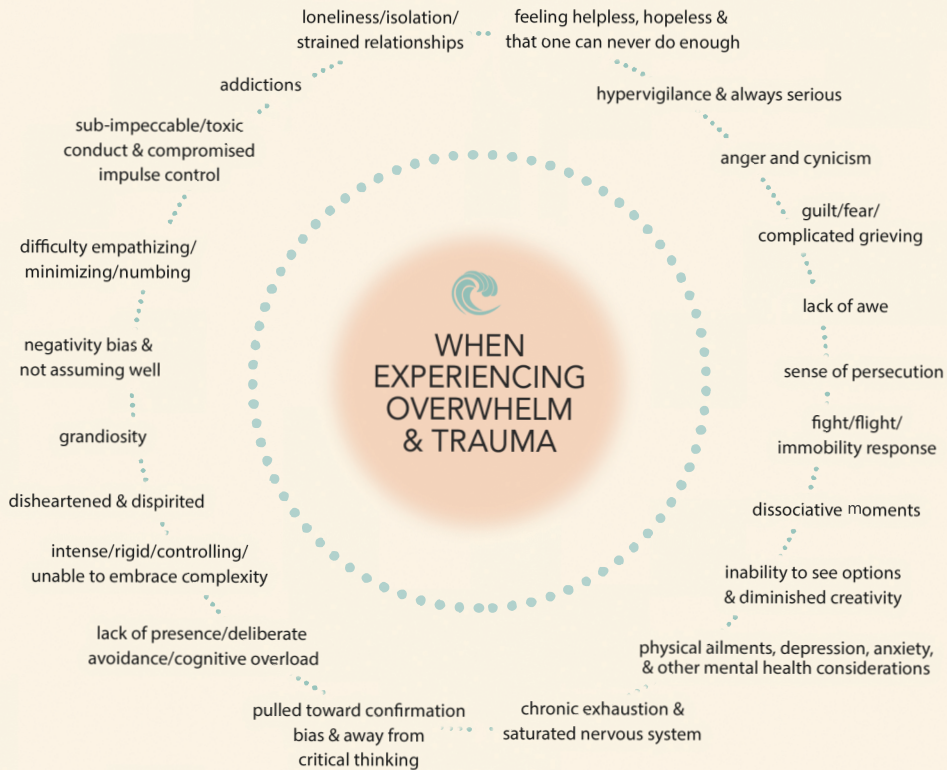 WHEN
EXPERIENCING
OVERWHELM
& TRAUMA
feeling helpless, hopeless &
that one can never do enough
hypervigilance & always serious
anger and cynicism
guilt/fear/
complicated grieving
lack of awe
sense of persecution
fight/flight/
immobility response
dissociative moments
inability to see options
& diminished creativity
physical ailments, depression, anxiety,
& other mental health considerations
chronic exhaustion &
saturated nervous system
pulled toward confirmation
bias & away from
critical thinking
lack of presence/deliberate
avoidance/cognitive overload
intense/rigid/controlling/
unable to embrace complexity
disheartened & dispirited
grandiosity
negativity bias &
not assuming well
difficulty empathizing/
minimizing/numbing
sub-impeccable/toxic
conduct & compromised
impulse control
addictions
loneliness/isolation/
strained relationships